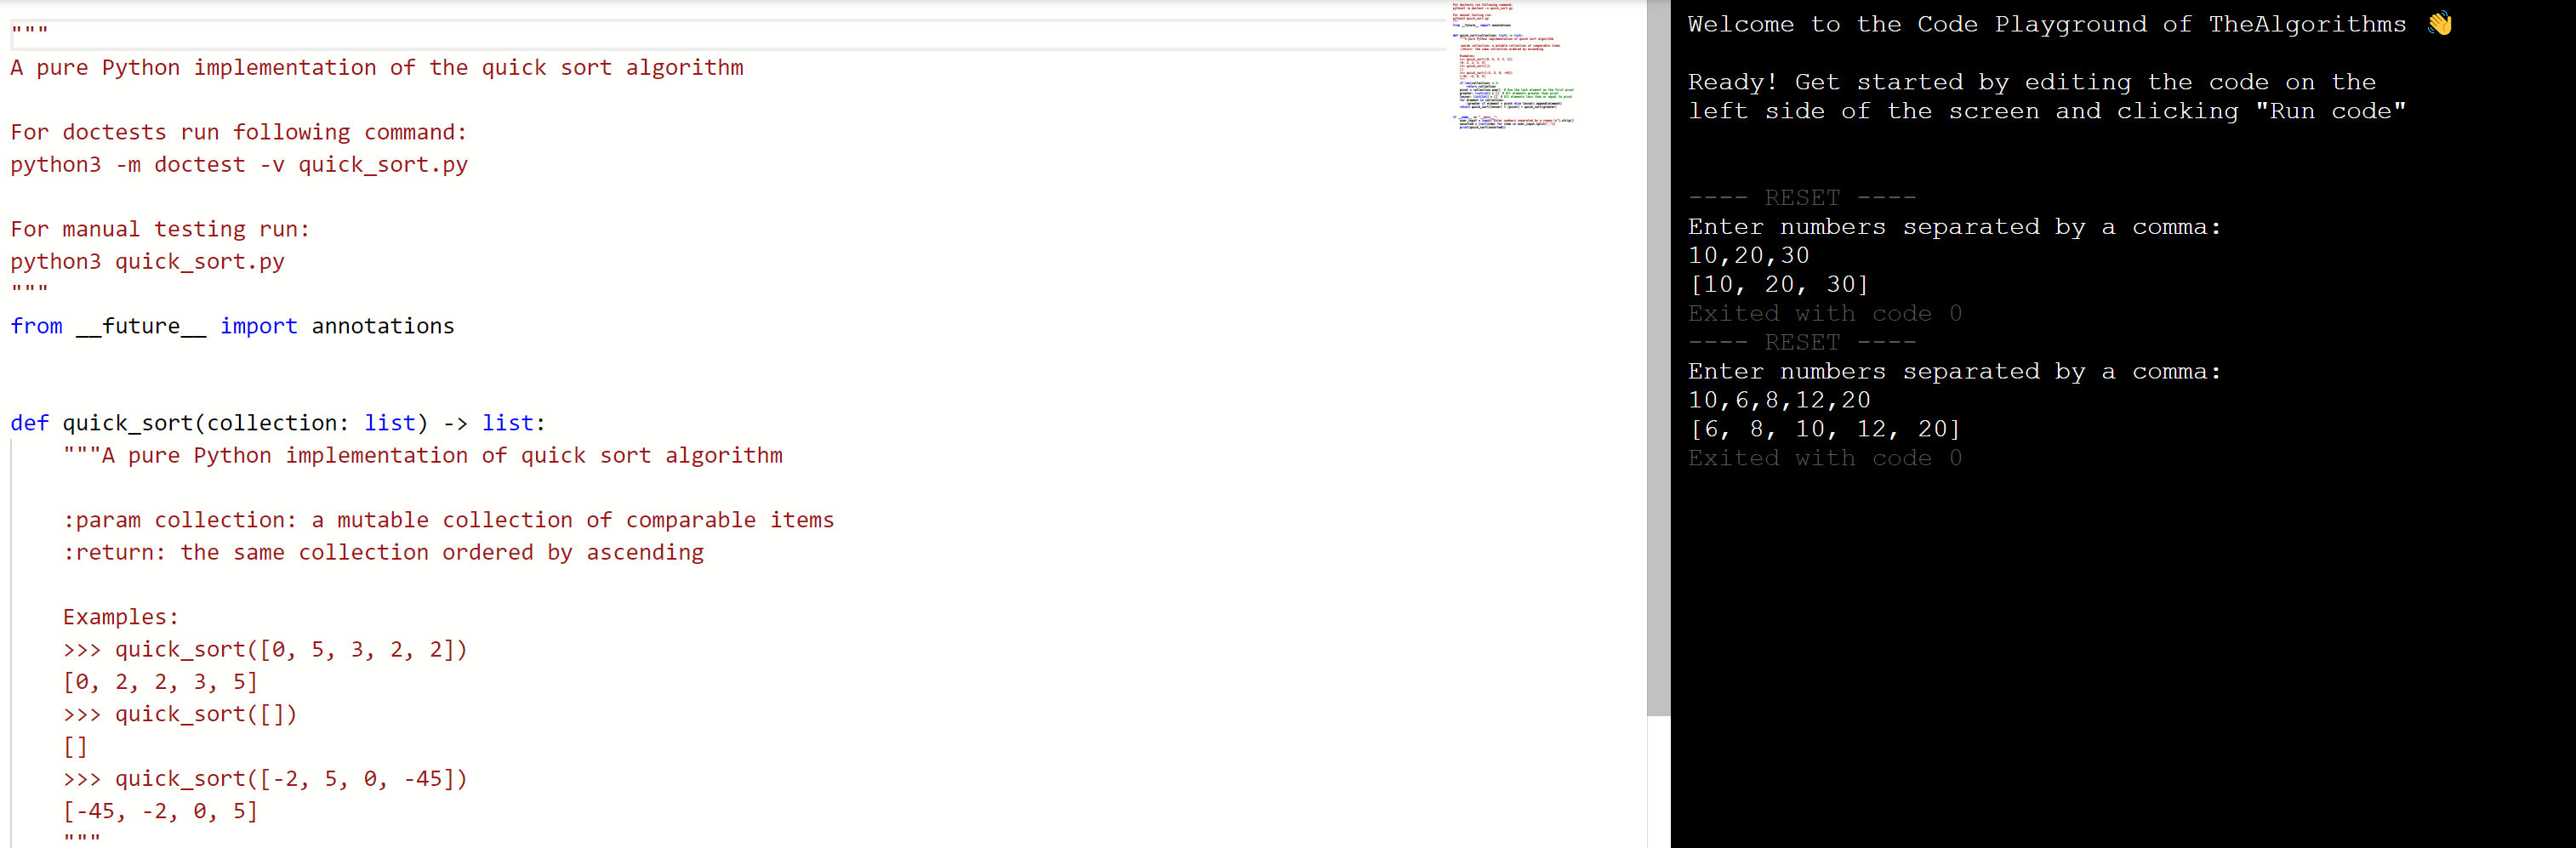 """
A pure Python implementation of the quick sort algorithm
For doctests run following command:
python3 -m doctest -v quick_sort.py
For manual testing run:
python3 quick_sort.py
"""
from __future__ import annotations
def quick_sort(collection: list) -> list:
"""A pure Python implementation of quick sort algorithm
:param collection: a mutable collection of comparable items
:return: the same collection ordered by ascending
Examples:
>>> quick_sort([0, 5, 3, 2, 2])
[0, 2, 2, 3, 5]
>>> quick_sort([])
[]
>>> quick_sort([-2, 5, 0, -45])
[-45, -2, 0, 5]
"""
Welcome to the Code Playground of TheAlgorithms 👋
Ready! Get started by editing the code on the
left side of the screen and clicking "Run code"
---- RESET ----
Enter numbers separated by a comma:
10,20,30
[10, 20, 30]
Exited with code 0
---- RESET ----
Enter numbers separated by a comma:
10,6,8,12,20
[6, 8, 10, 12, 20]
Exited with code 0